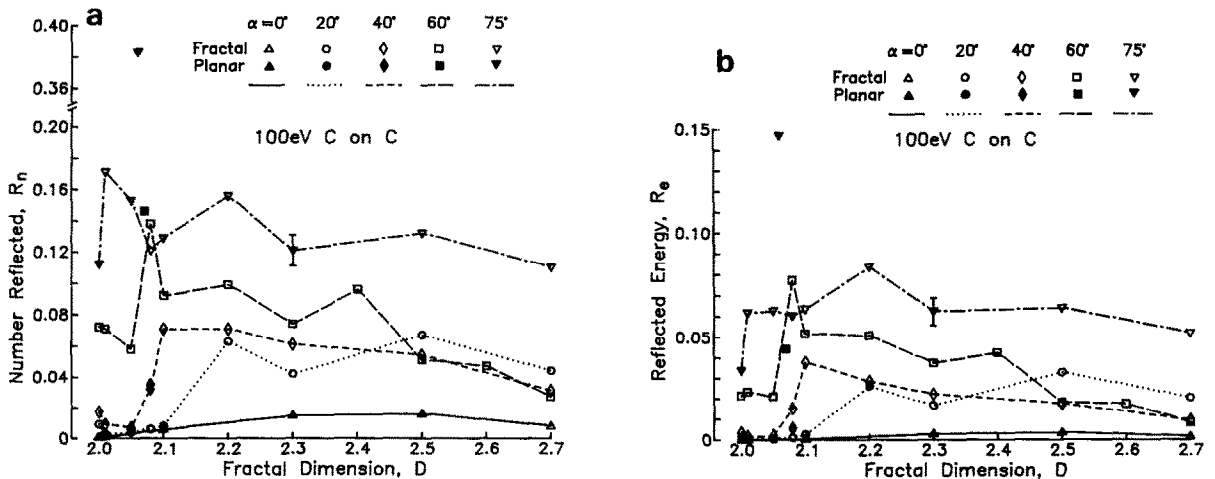 a
α=0° 20° 40° 60° 75°
Fractal
Planar
100eV C on C
Number Reflected, Rn
0.40
0.36
0.20
0.16
0.12
0.08
0.04
0
2.0 2.1 2.2 2.3 2.4 2.5 2.6 2.7
Fractal Dimension, D
b
α=0° 20° 40° 60° 75°
Fractal
Planar
100eV C on C
Reflected Energy, Re
0.15
0.10
0.05
0
2.0 2.1 2.2 2.3 2.4 2.5 2.6 2.7
Fractal Dimension, D